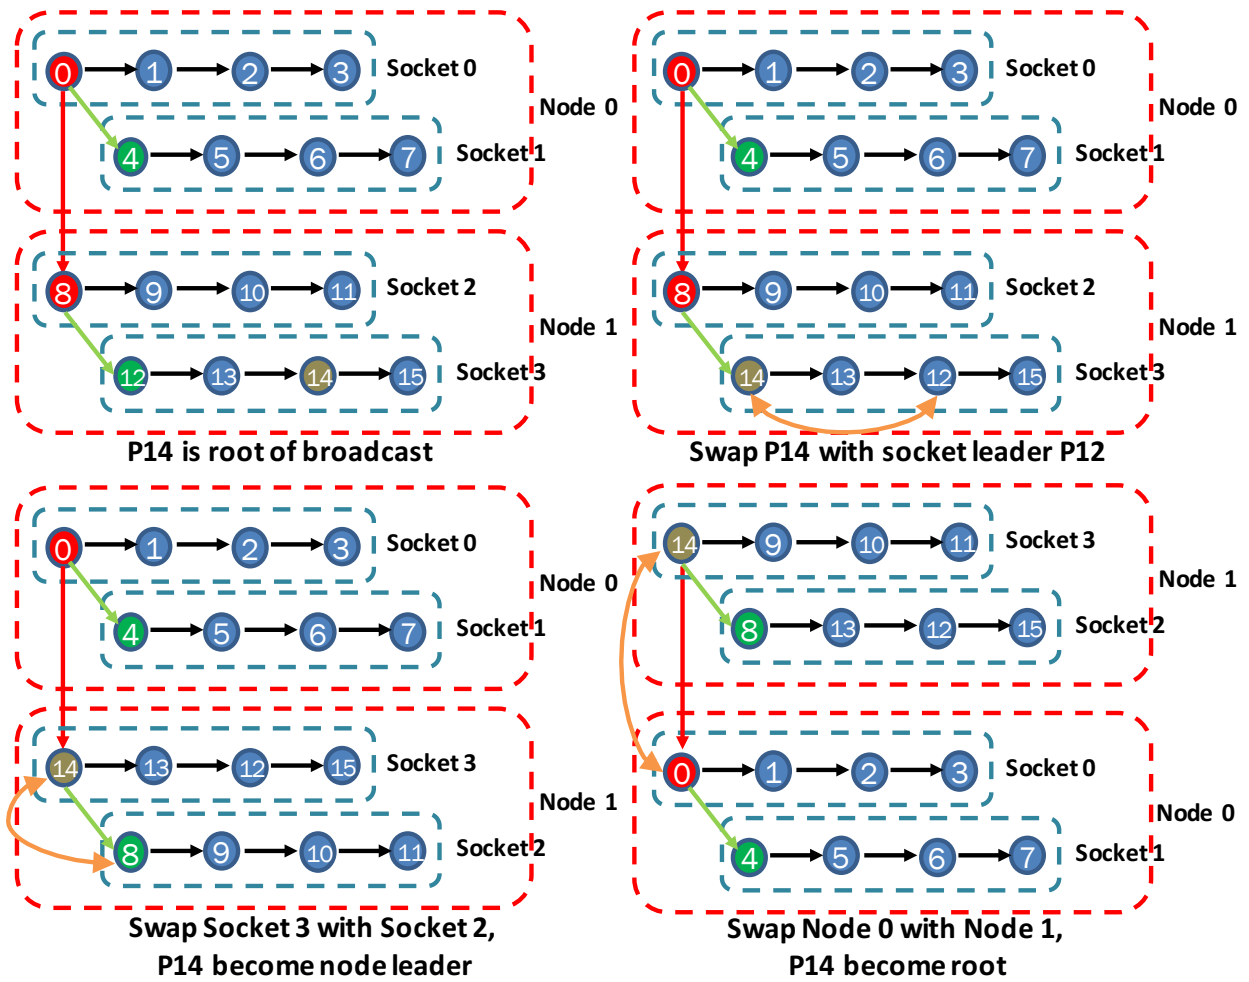 0 1 2 3 Socket 0
Node 0
4 5 6 7 Socket 1
8 9 10 11 Socket 2
Node 1
12 13 14 15 Socket 3
P14 is root of broadcast
0 1 2 3 Socket 0
Node 0
4 5 6 7 Socket 1
8 9 10 11 Socket 2
Node 1
14 13 12 15 Socket 3
Swap P14 with socket leader P12
0 1 2 3 Socket 0
Node 0
4 5 6 7 Socket 1
14 13 12 15 Socket 3
Node 1
8 9 10 11 Socket 2
Swap Socket 3 with Socket 2,
P14 become node leader
14 9 10 11 Socket 3
Node 1
8 13 12 15 Socket 2
0 1 2 3 Socket 0
Node 0
4 5 6 7 Socket 1
Swap Node 0 with Node 1,
P14 become root